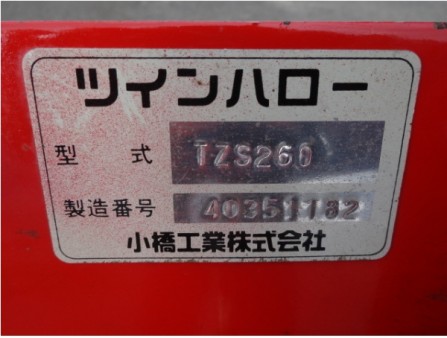 ツインハロー
型 式 TZS260
製造番号 40351182
小橋工業株式会社